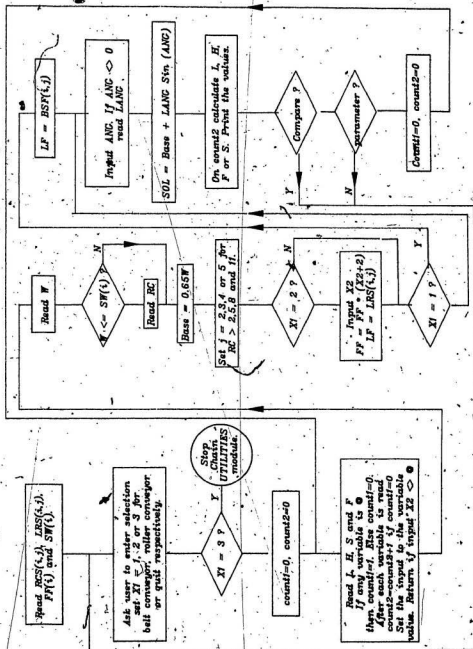 Read RCS(i,j), LRS(i,j),
FF(i) and SW(i).
Ask user to enter selection
set X1 = 1, 2 or 3 for
belt conveyor, roller conveyor
or quit respectively.
X1 = 3 ?
Y
Stop
Chain
UTILITIES
module.
count1=0, count2=0
Read L, H, S and F
If any variable is 0
then count1=1. Else count1=0.
After each variable is read
count2=count2+1 if count1=0
Set the input to the variable
value. Return if input X2 <> 0
Read W
W <= SW(i) ?
N
Read RC
Base = 0.65W
Set j = 2,3,4 or 5 for
RC > 2,5,8 and 11.
X1 = 2 ?
N
Input X2
FF = FF * (X2+2)
LF = LRS(i,j)
X1 = 1 ?
Y
LF = BSF(i,j)
Input ANG. If ANG <> 0
read LANG
SOL = Base + LANG Sin (ANG)
On count2 calculate L, H,
F or S. Print the values.
Compare ?
Y
parameter ?
N
Count1=0, count2=0